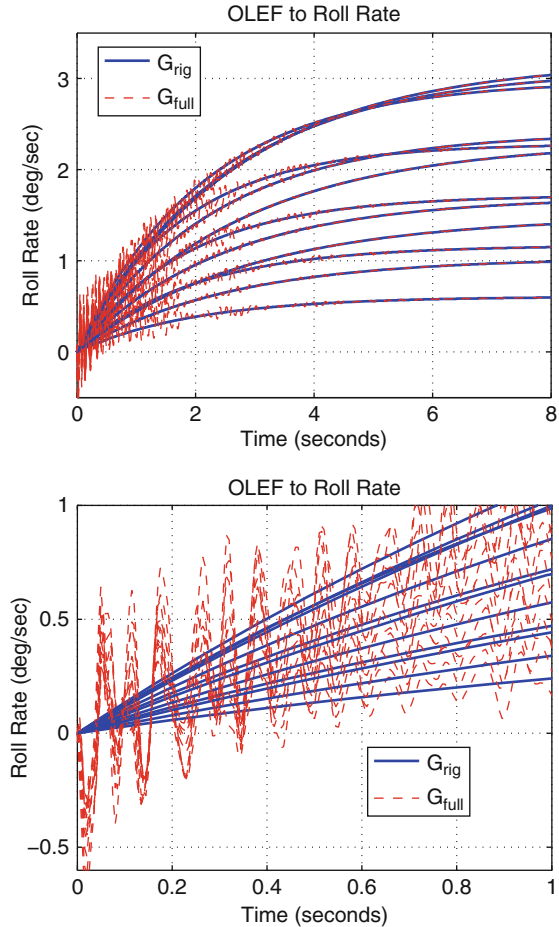 OLEF to Roll Rate
Roll Rate (deg/sec)
3
2
1
0
G_rig
G_full
0 2 4 6 8
Time (seconds)
OLEF to Roll Rate
Roll Rate (deg/sec)
1
0.5
0
−0.5
G_rig
G_full
0 0.2 0.4 0.6 0.8 1
Time (seconds)